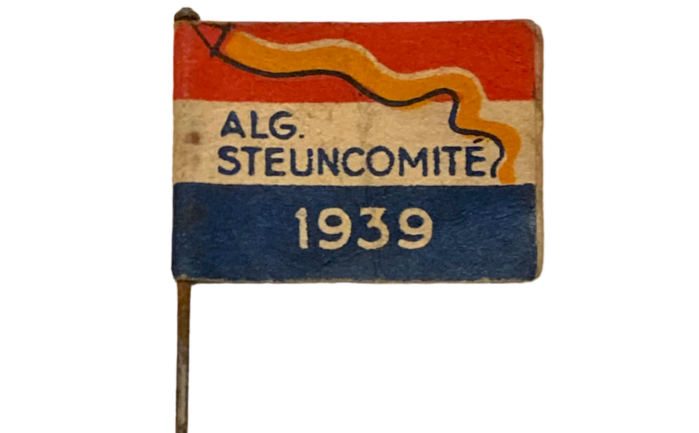 ALG.
STEUNCOMITÉ
1939